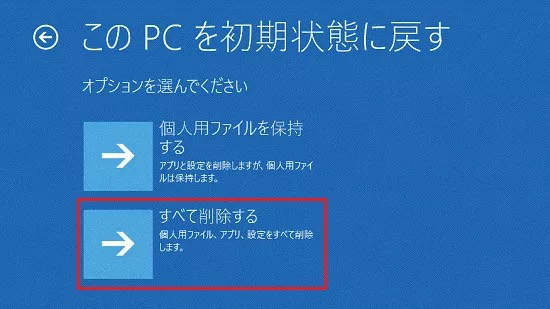 この PC を初期状態に戻す
オプションを選んでください
個人用ファイルを保持
する
アプリと設定を削除しますが、個人用ファイ
ルは保持します。
すべて削除する
個人用ファイル、アプリ、設定をすべて削除
します。